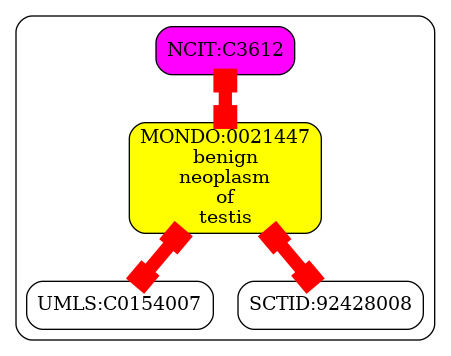 NCIT:C3612
MONDO:0021447
benign
neoplasm
of
testis
UMLS:C0154007
SCTID:92428008